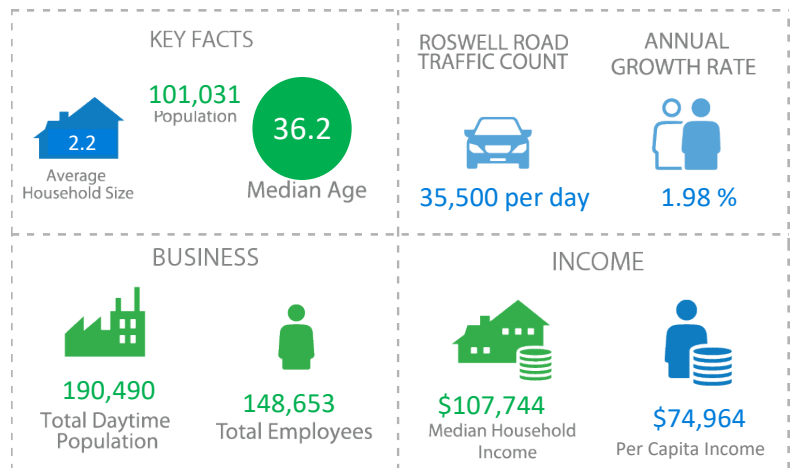 KEY FACTS
101,031
Population
2.2
Average
Household Size
36.2
Median Age
ROSWELL ROAD
TRAFFIC COUNT
35,500 per day
ANNUAL
GROWTH RATE
1.98 %
BUSINESS
190,490
Total Daytime
Population
148,653
Total Employees
INCOME
$107,744
Median Household
Income
$74,964
Per Capita Income